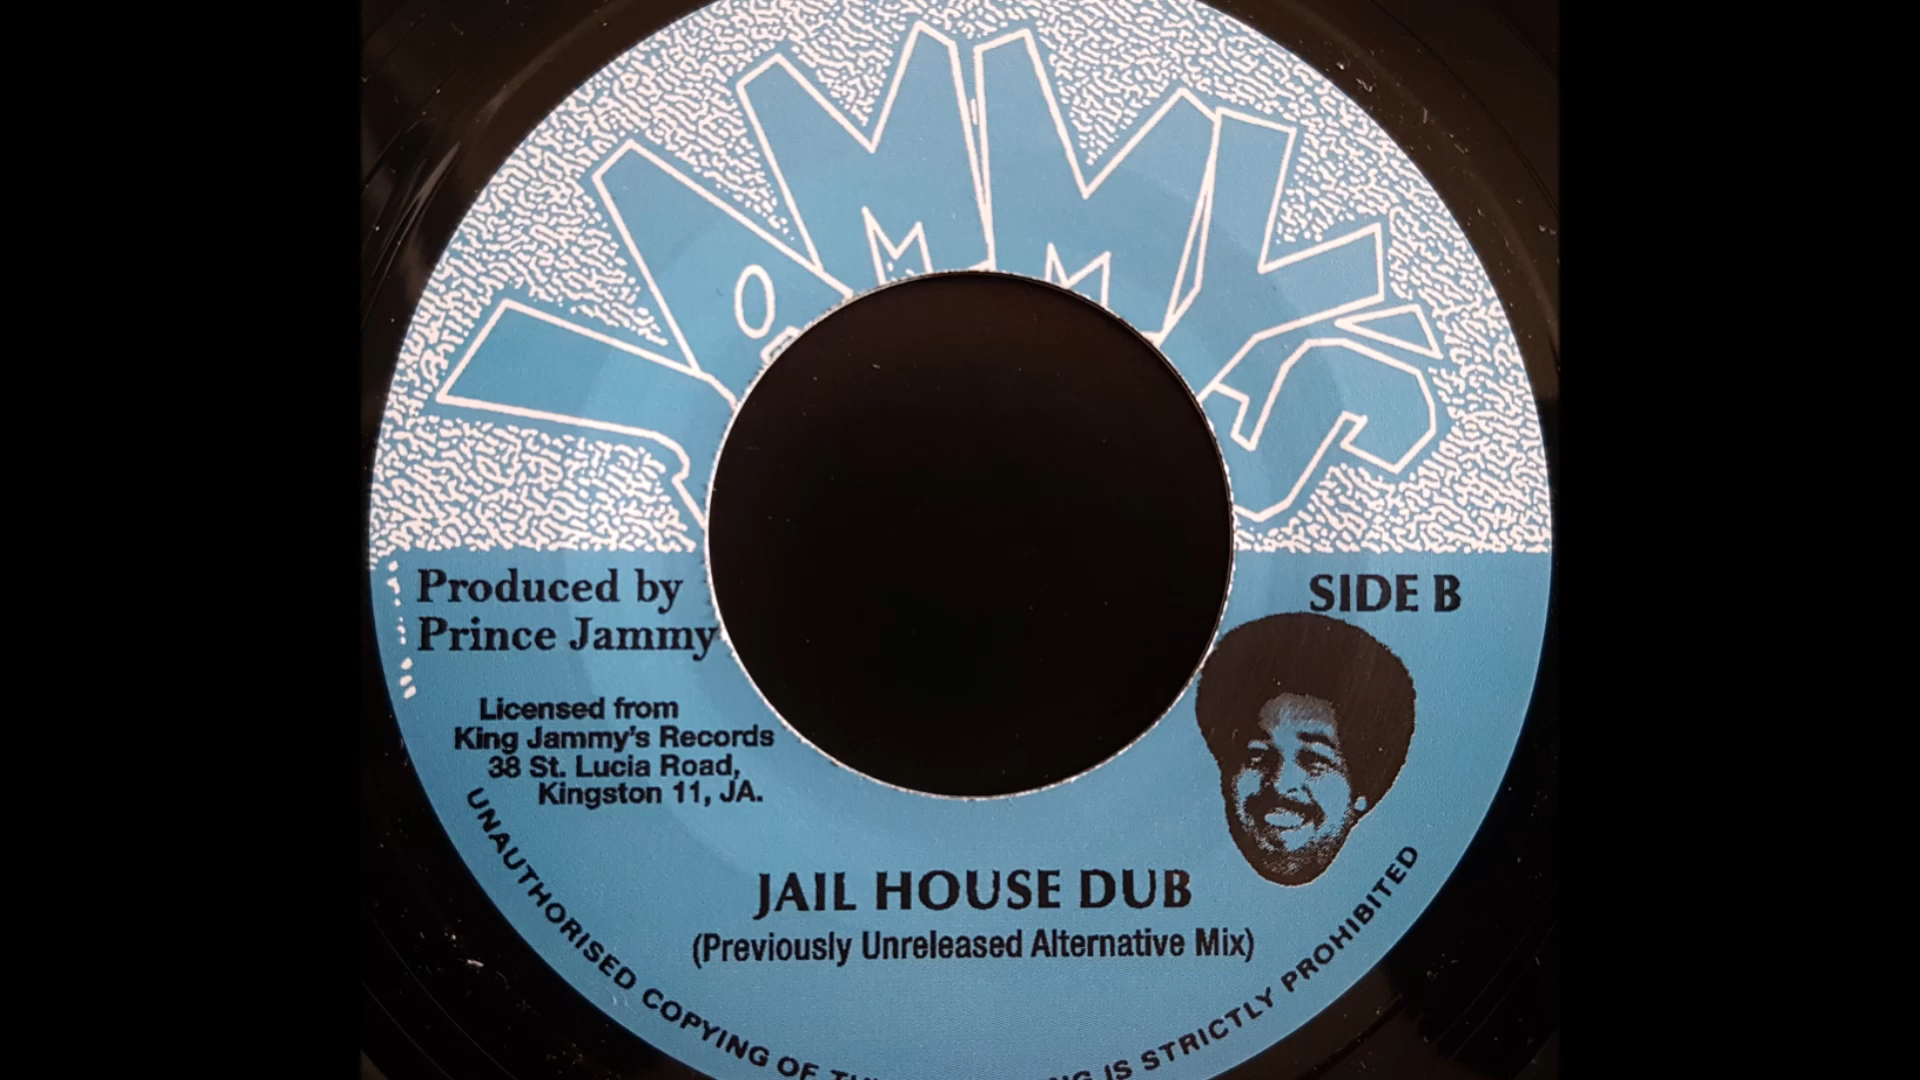 JAMMY'S
Produced by
Prince Jammy
SIDE B
Licensed from
King Jammy's Records
38 St. Lucia Road,
Kingston 11, JA.
JAIL HOUSE DUB
(Previously Unreleased Alternative Mix)
UNAUTHORISED COPYING OF IS STRICTLY PROHIBITED